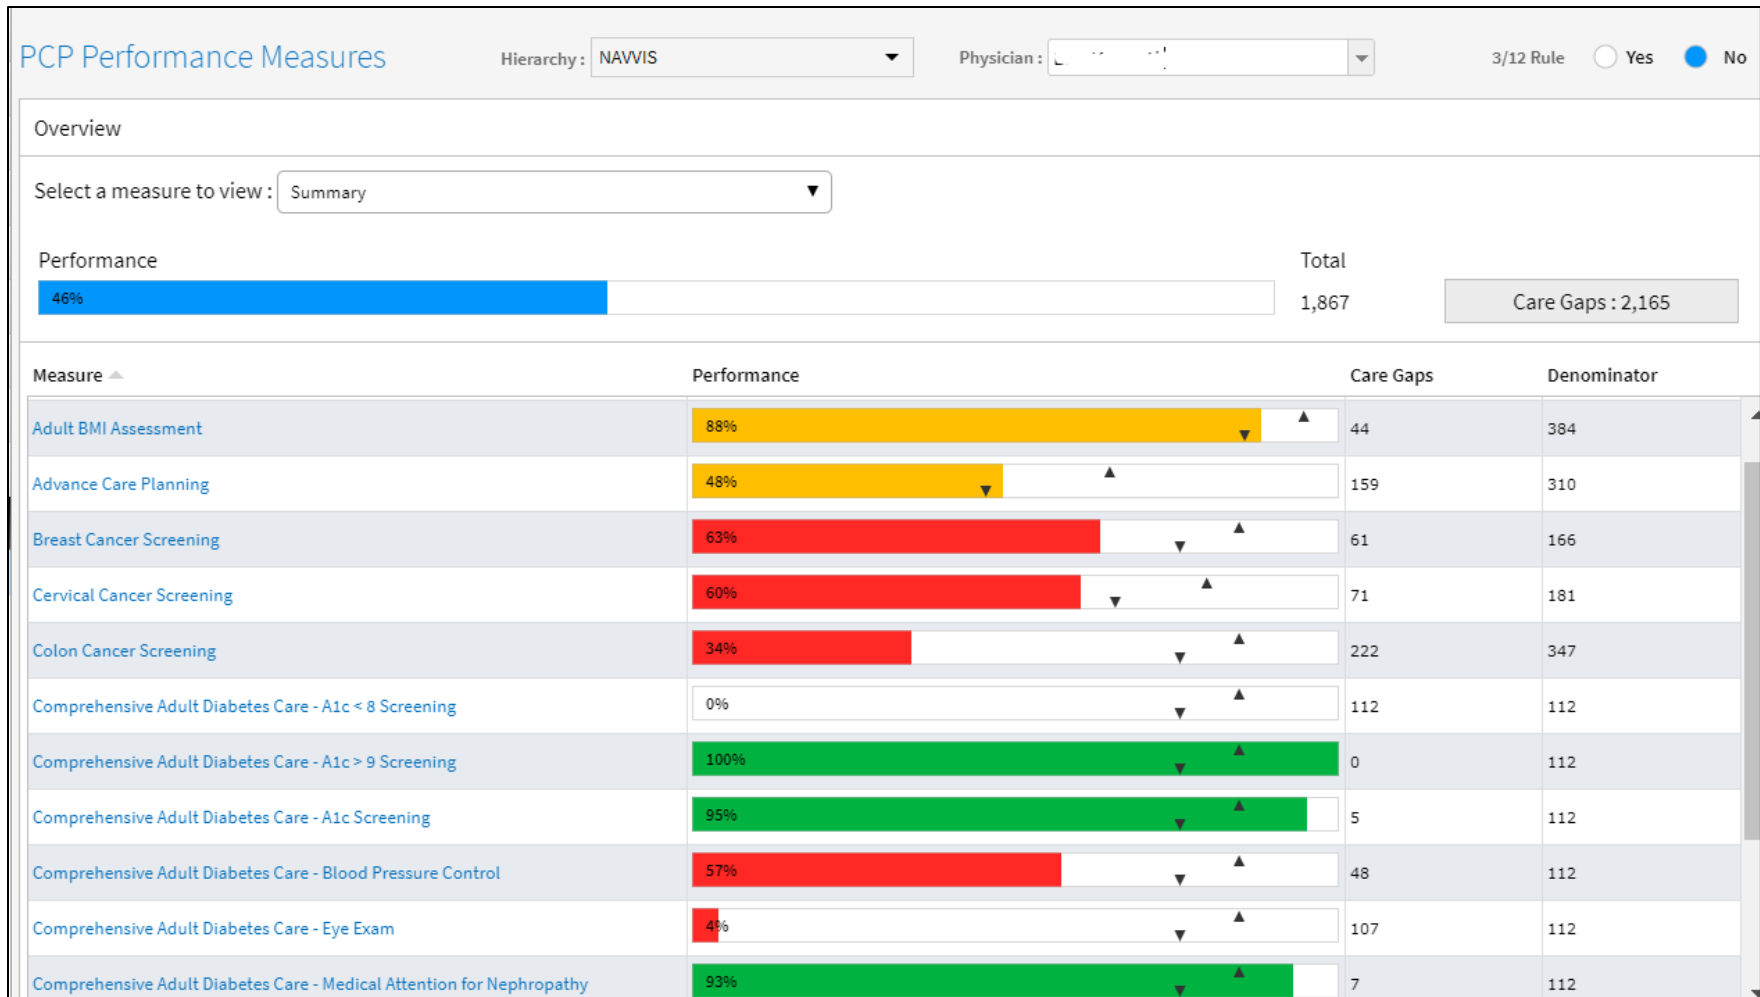 PCP Performance Measures Hierarchy : NAVVIS Physician : 3/12 Rule Yes No
Overview
Select a measure to view : Summary
Performance Total
46% 1,867 Care Gaps : 2,165
Measure Performance Care Gaps Denominator
Adult BMI Assessment 88% 44 384
Advance Care Planning 48% 159 310
Breast Cancer Screening 63% 61 166
Cervical Cancer Screening 60% 71 181
Colon Cancer Screening 34% 222 347
Comprehensive Adult Diabetes Care - A1c < 8 Screening 0% 112 112
Comprehensive Adult Diabetes Care - A1c > 9 Screening 100% 0 112
Comprehensive Adult Diabetes Care - A1c Screening 95% 5 112
Comprehensive Adult Diabetes Care - Blood Pressure Control 57% 48 112
Comprehensive Adult Diabetes Care - Eye Exam 4% 107 112
Comprehensive Adult Diabetes Care - Medical Attention for Nephropathy 93% 7 112